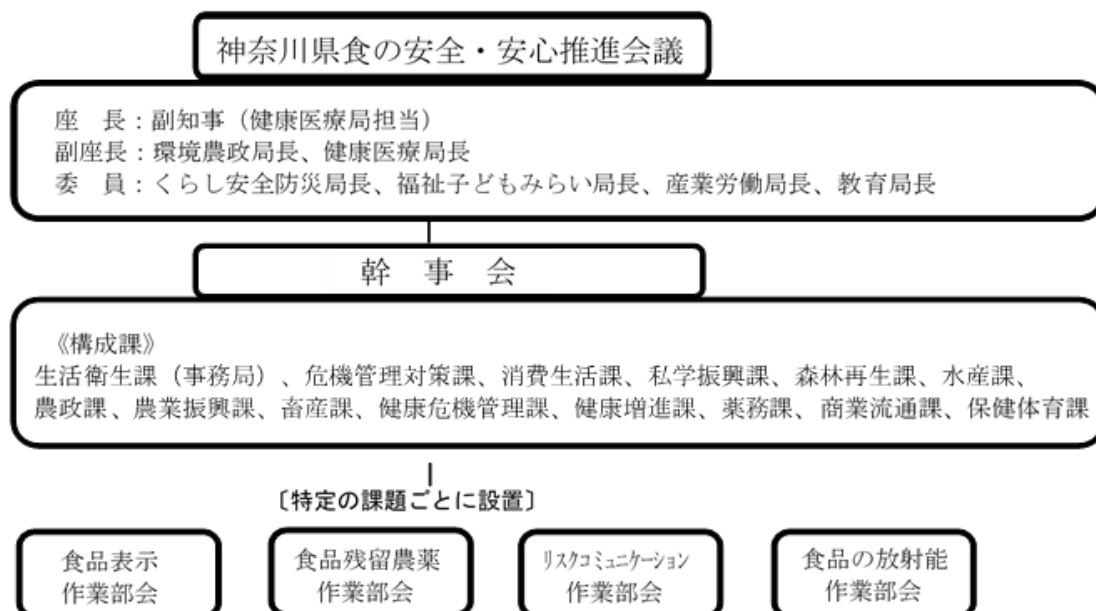 神奈川県食の安全・安心推進会議
座　長：副知事（健康医療局担当）
副座長：環境農政局長、健康医療局長
委　員：くらし安全防災局長、福祉子どもみらい局長、産業労働局長、教育局長
幹　事　会
《構成課》
生活衛生課（事務局）、危機管理対策課、消費生活課、私学振興課、森林再生課、水産課、
農政課、農業振興課、畜産課、健康危機管理課、健康増進課、薬務課、商業流通課、保健体育課
〔特定の課題ごとに設置〕
食品表示
作業部会
食品残留農薬
作業部会
ﾘｽｸｺﾐｭﾆｹｰｼｮﾝ
作業部会
食品の放射能
作業部会